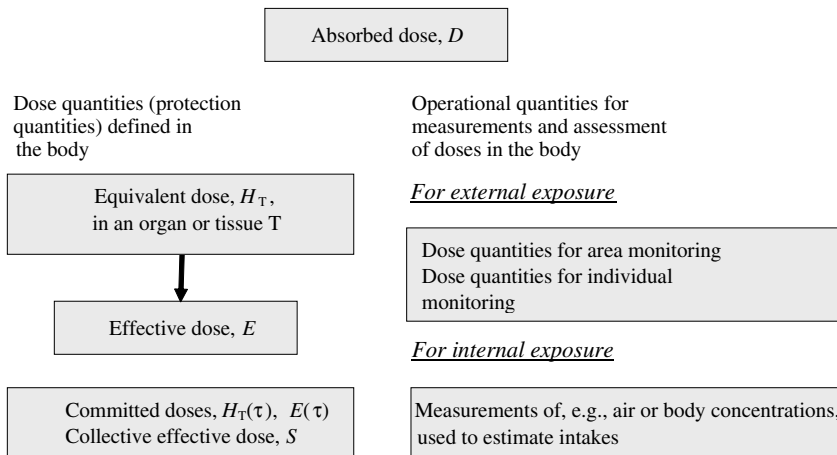 Absorbed dose, D
Dose quantities (protection
quantities) defined in
the body
Equivalent dose, H_T,
in an organ or tissue T
Effective dose, E
Committed doses, H_T(τ), E(τ)
Collective effective dose, S
Operational quantities for
measurements and assessment
of doses in the body
For external exposure
Dose quantities for area monitoring
Dose quantities for individual
monitoring
For internal exposure
Measurements of, e.g., air or body concentrations,
used to estimate intakes